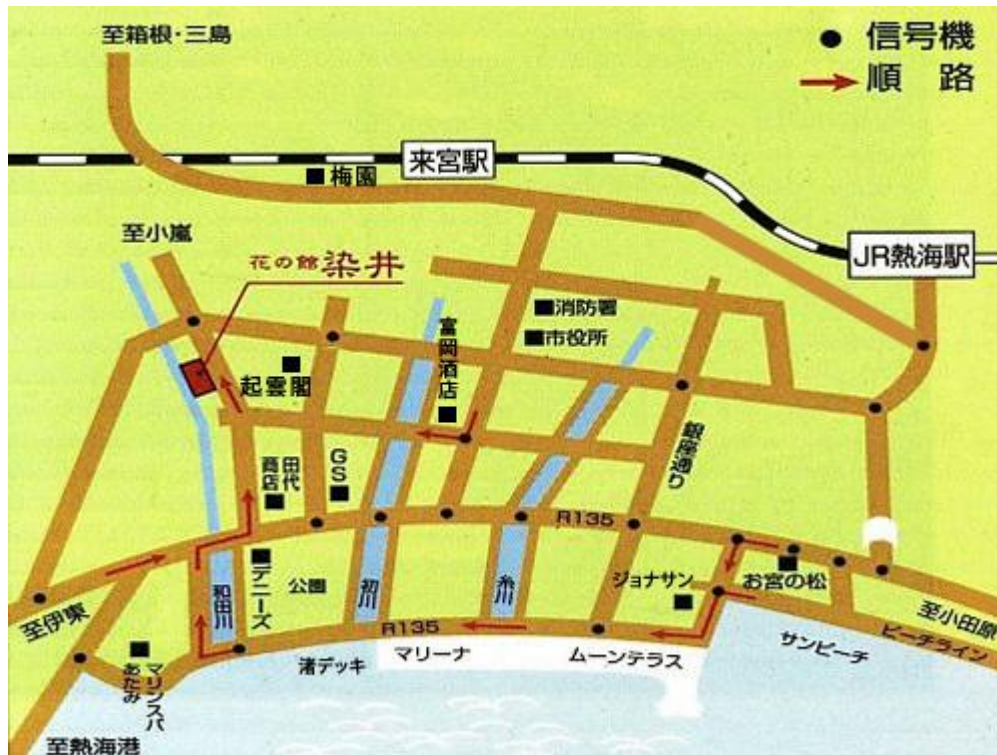 至箱根・三島
信号機
順 路
来宮駅
梅園
至小嵐
花の館 染井
JR熱海駅
消防署
市役所
富岡酒店
起雲閣
銀座通り
田代
商店
GS
R135
ジョナサン
お宮の松
デニーズ
公園
初川
糸川
和田川
至伊東
至小田原
ビーチライン
サンビーチ
R135
マリーナ
ムーンテラス
渚デッキ
マリンスパ
あたみ
至熱海港